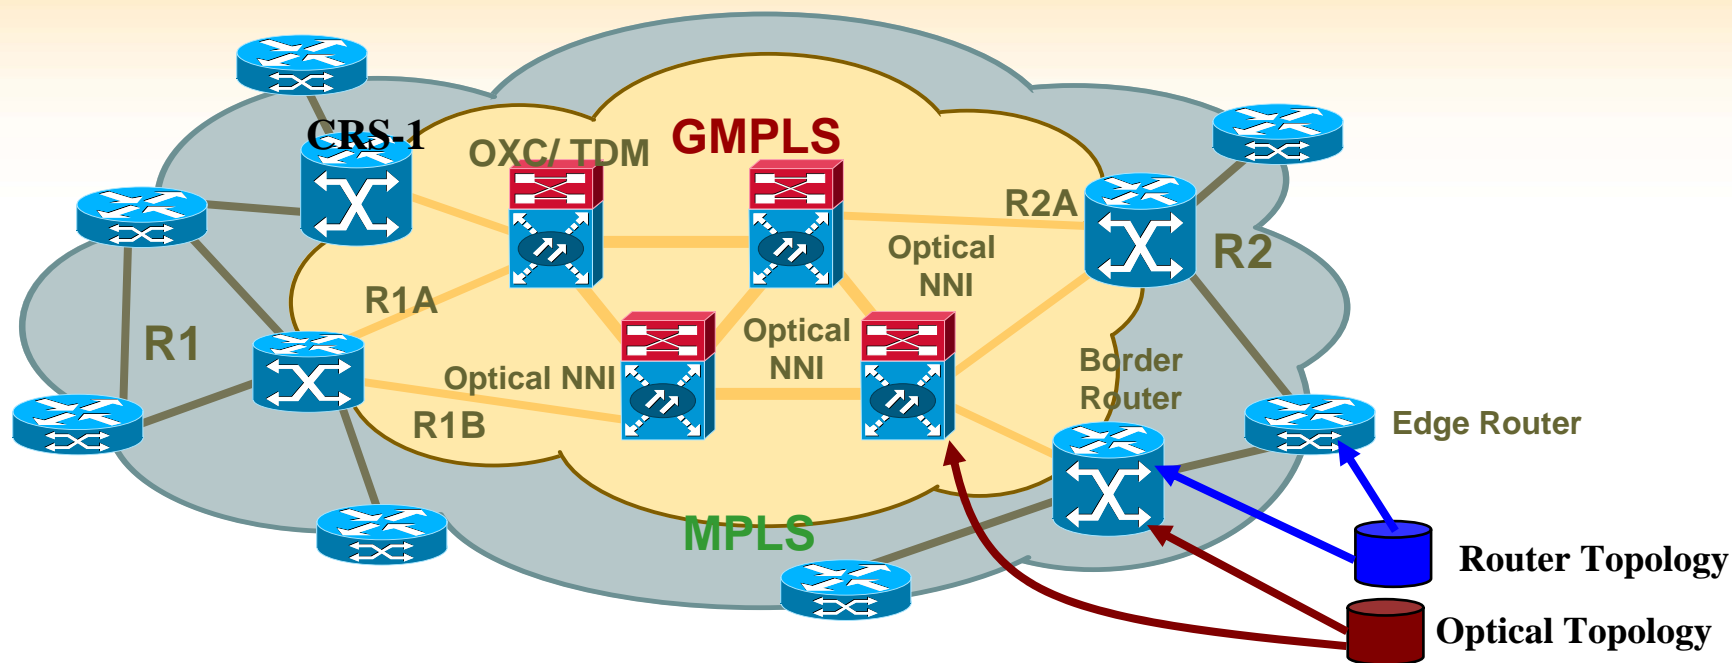 CRS-1
OXC/ TDM
GMPLS
R2A
Optical
NNI
R2
R1A
R1
Optical
NNI
Optical NNI
R1B
Border
Router
Edge Router
MPLS
Router Topology
Optical Topology